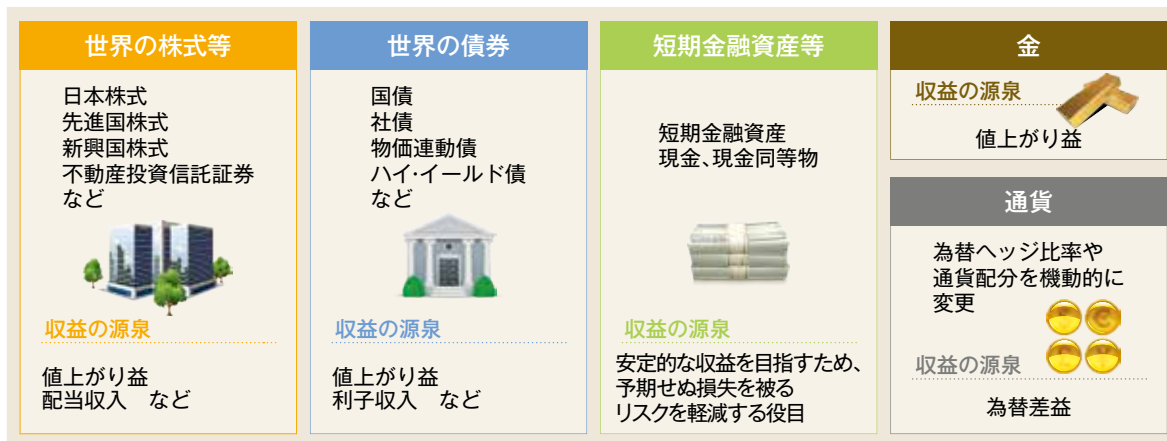 世界の株式等
日本株式
先進国株式
新興国株式
不動産投資信託証券
など
収益の源泉
値上がり益
配当収入　など
世界の債券
国債
社債
物価連動債
ハイ・イールド債
など
収益の源泉
値上がり益
利子収入　など
短期金融資産等
短期金融資産
現金、現金同等物
収益の源泉
安定的な収益を目指すため、
予期せぬ損失を被る
リスクを軽減する役目
金
収益の源泉
値上がり益
通貨
為替ヘッジ比率や
通貨配分を機動的に
変更
収益の源泉
為替差益